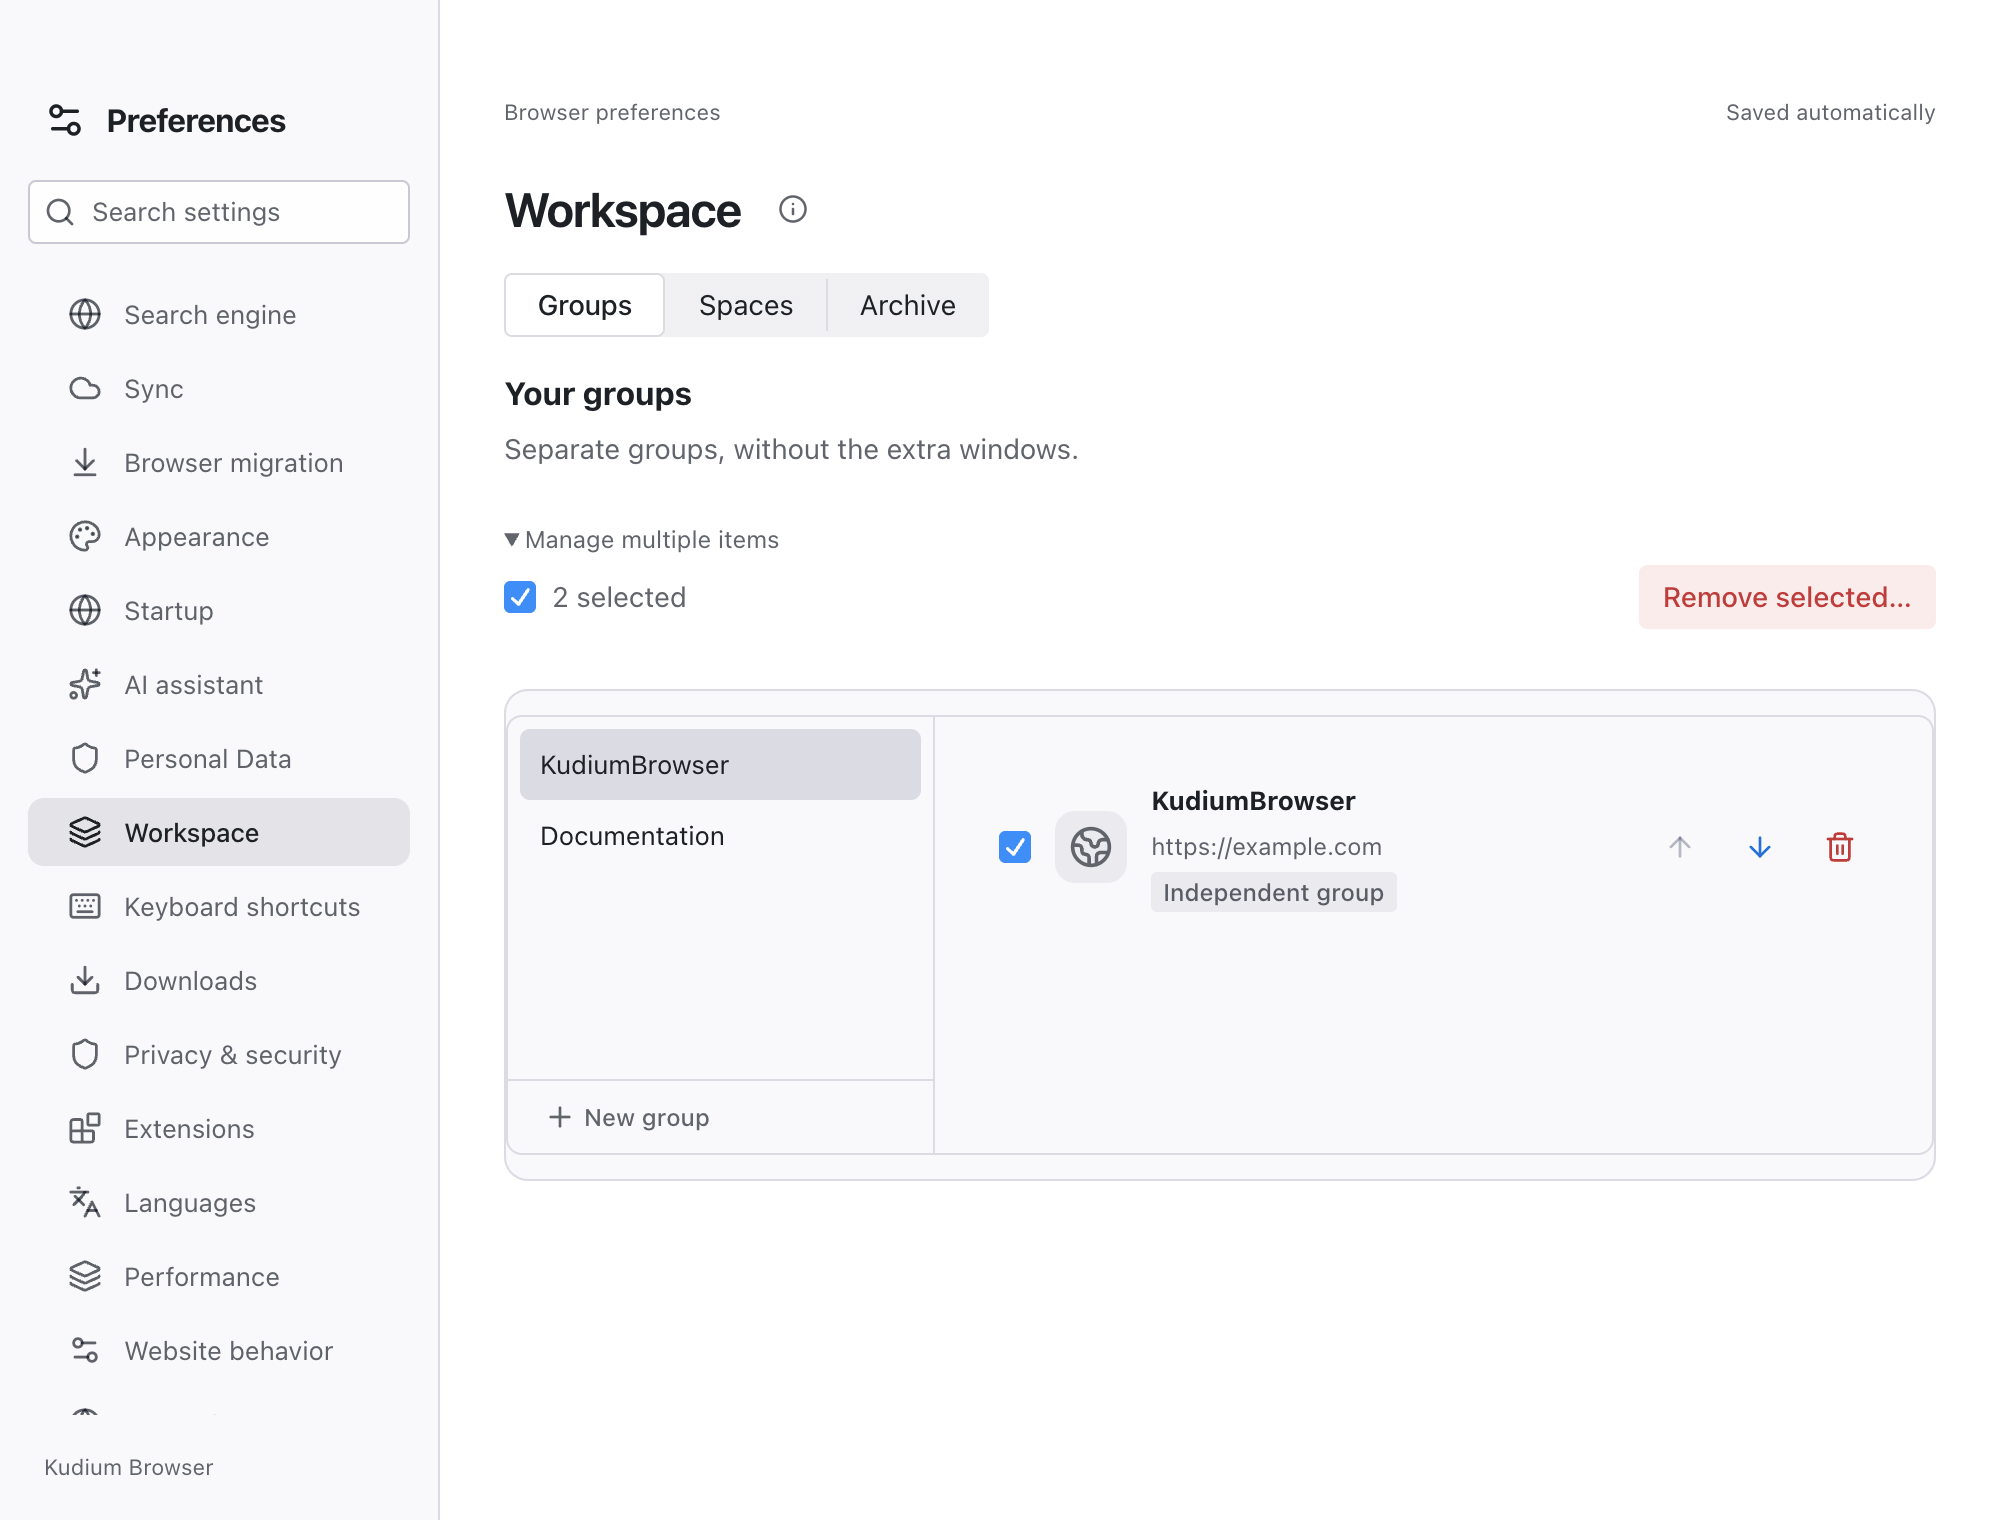 Preferences
Search settings
Search engine
Sync
Browser migration
Appearance
Startup
AI assistant
Personal Data
Workspace
Keyboard shortcuts
Downloads
Privacy & security
Extensions
Languages
Performance
Website behavior
Kudium Browser
Browser preferences
Saved automatically
Workspace
Groups
Spaces
Archive
Your groups
Separate groups, without the extra windows.
Manage multiple items
2 selected
Remove selected...
KudiumBrowser
Documentation
New group
KudiumBrowser
https://example.com
Independent group